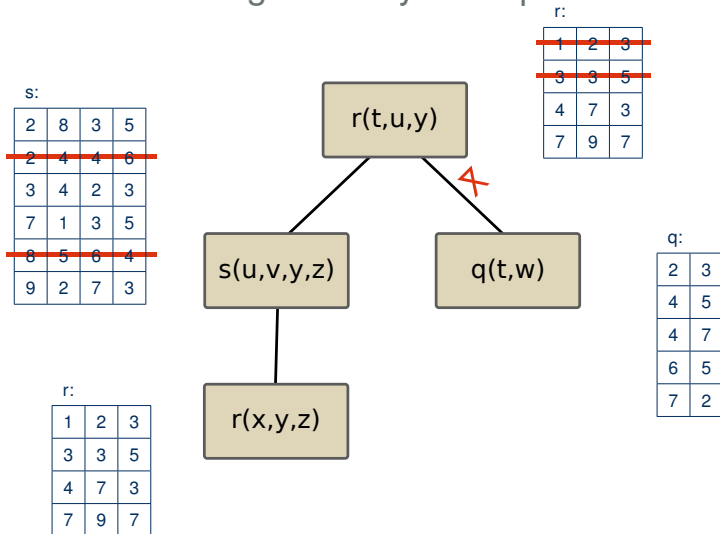 r:
1 2 3
3 3 5
4 7 3
7 9 7
s:
2 8 3 5
2 4 4 6
3 4 2 3
7 1 3 5
8 5 6 4
9 2 7 3
r(t,u,y)
⋉
s(u,v,y,z)
q(t,w)
q:
2 3
4 5
4 7
6 5
7 2
r(x,y,z)
r:
1 2 3
3 3 5
4 7 3
7 9 7